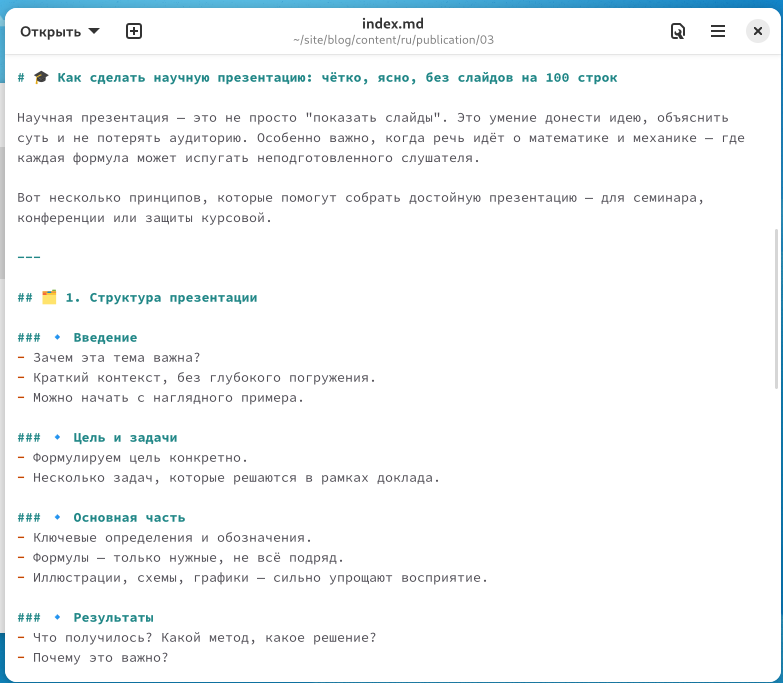 Открыть
index.md
~/site/blog/content/ru/publication/03
# 🎓 Как сделать научную презентацию: чётко, ясно, без слайдов на 100 строк
Научная презентация — это не просто "показать слайды". Это умение донести идею, объяснить
суть и не потерять аудиторию. Особенно важно, когда речь идёт о математике и механике — где
каждая формула может испугать неподготовленного слушателя.
Вот несколько принципов, которые помогут собрать достойную презентацию — для семинара,
конференции или защиты курсовой.
---
## 🗂️ 1. Структура презентации
### 🔹 Введение
- Зачем эта тема важна?
- Краткий контекст, без глубокого погружения.
- Можно начать с наглядного примера.
### 🔹 Цель и задачи
- Формулируем цель конкретно.
- Несколько задач, которые решаются в рамках доклада.
### 🔹 Основная часть
- Ключевые определения и обозначения.
- Формулы — только нужные, не всё подряд.
- Иллюстрации, схемы, графики — сильно упрощают восприятие.
### 🔹 Результаты
- Что получилось? Какой метод, какое решение?
- Почему это важно?